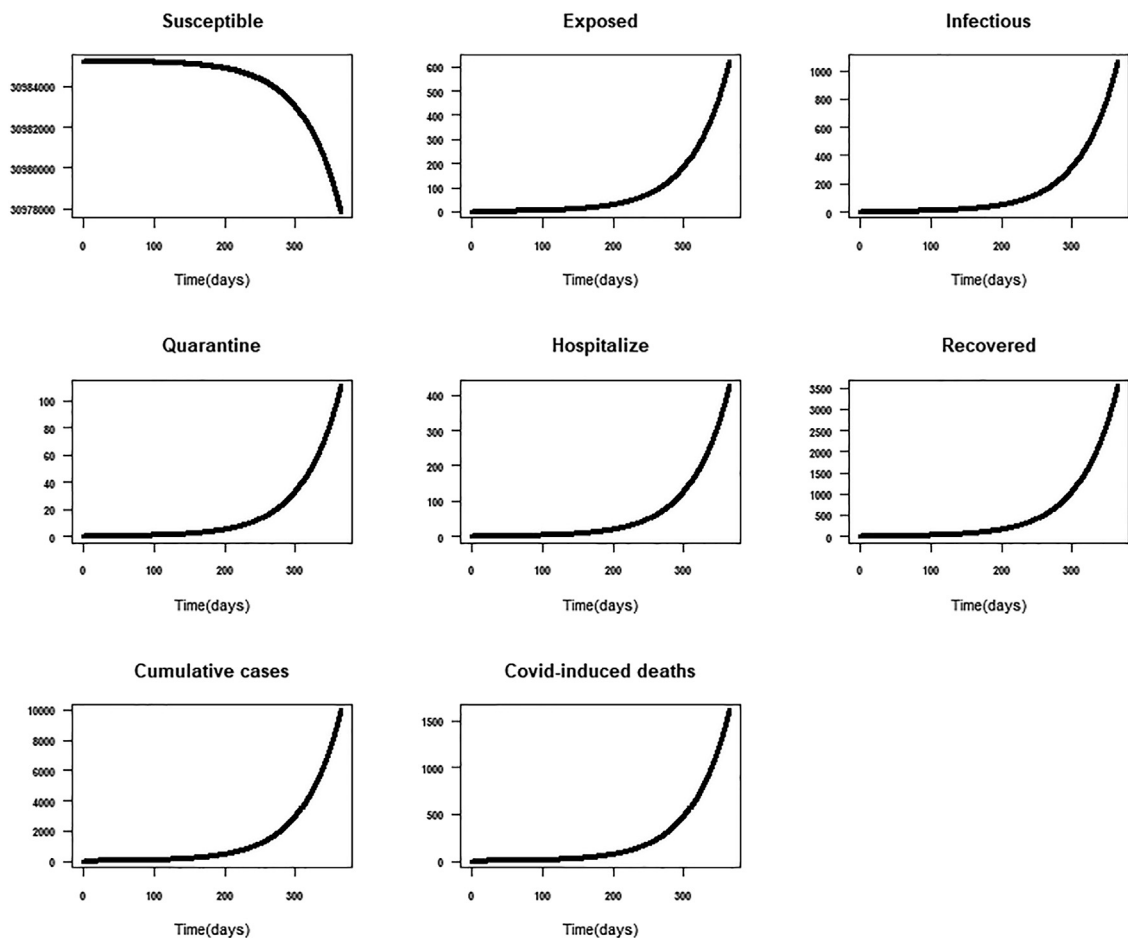 Susceptible
30984000
30982000
30980000
30978000
0 100 200 300
Time(days)
Exposed
600
500
400
300
200
100
0
0 100 200 300
Time(days)
Infectious
1000
800
600
400
200
0
0 100 200 300
Time(days)
Quarantine
100
80
60
40
20
0
0 100 200 300
Time(days)
Hospitalize
400
300
200
100
0
0 100 200 300
Time(days)
Recovered
3500
3000
2500
2000
1500
1000
500
0
0 100 200 300
Time(days)
Cumulative cases
10000
8000
6000
4000
2000
0
0 100 200 300
Time(days)
Covid-induced deaths
1500
1000
500
0
0 100 200 300
Time(days)